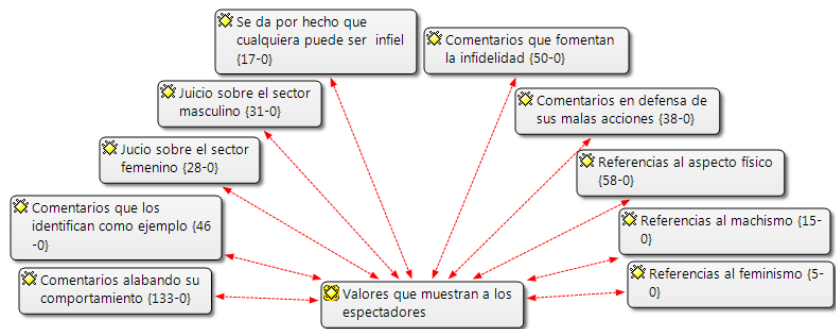 Se da por hecho que
cualquiera puede ser infiel
{17-0}
Comentarios que fomentan
la infidelidad {50-0}
Juicio sobre el sector
masculino {31-0}
Comentarios en defensa de
sus malas acciones {38-0}
Jucio sobre el sector
femenino {28-0}
Referencias al aspecto físico
{58-0}
Comentarios que los
identifican como ejemplo {46
-0}
Referencias al machismo {15-
0}
Comentarios alabando su
comportamiento {133-0}
Referencias al feminismo {5-
0}
Valores que muestran a los
espectadores